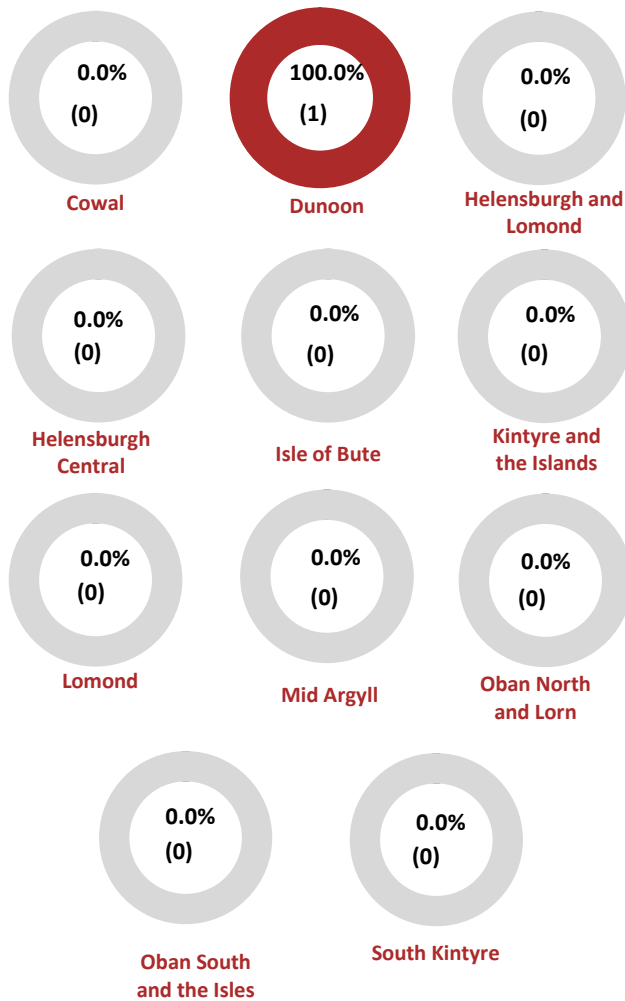 0.0%
(0)
Cowal
100.0%
(1)
Dunoon
0.0%
(0)
Helensburgh and
Lomond
0.0%
(0)
Helensburgh
Central
0.0%
(0)
Isle of Bute
0.0%
(0)
Kintyre and
the Islands
0.0%
(0)
Lomond
0.0%
(0)
Mid Argyll
0.0%
(0)
Oban North
and Lorn
0.0%
(0)
Oban South
and the Isles
0.0%
(0)
South Kintyre